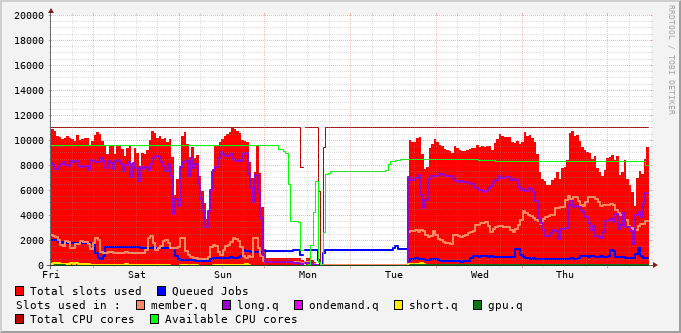 RRDTOOL / TOBI OETIKER
20000
18000
16000
14000
12000
10000
8000
6000
4000
2000
0
Fri Sat Sun Mon Tue Wed Thu
Total slots used Queued Jobs
Slots used in : member.q long.q ondemand.q short.q gpu.q
Total CPU cores Available CPU cores